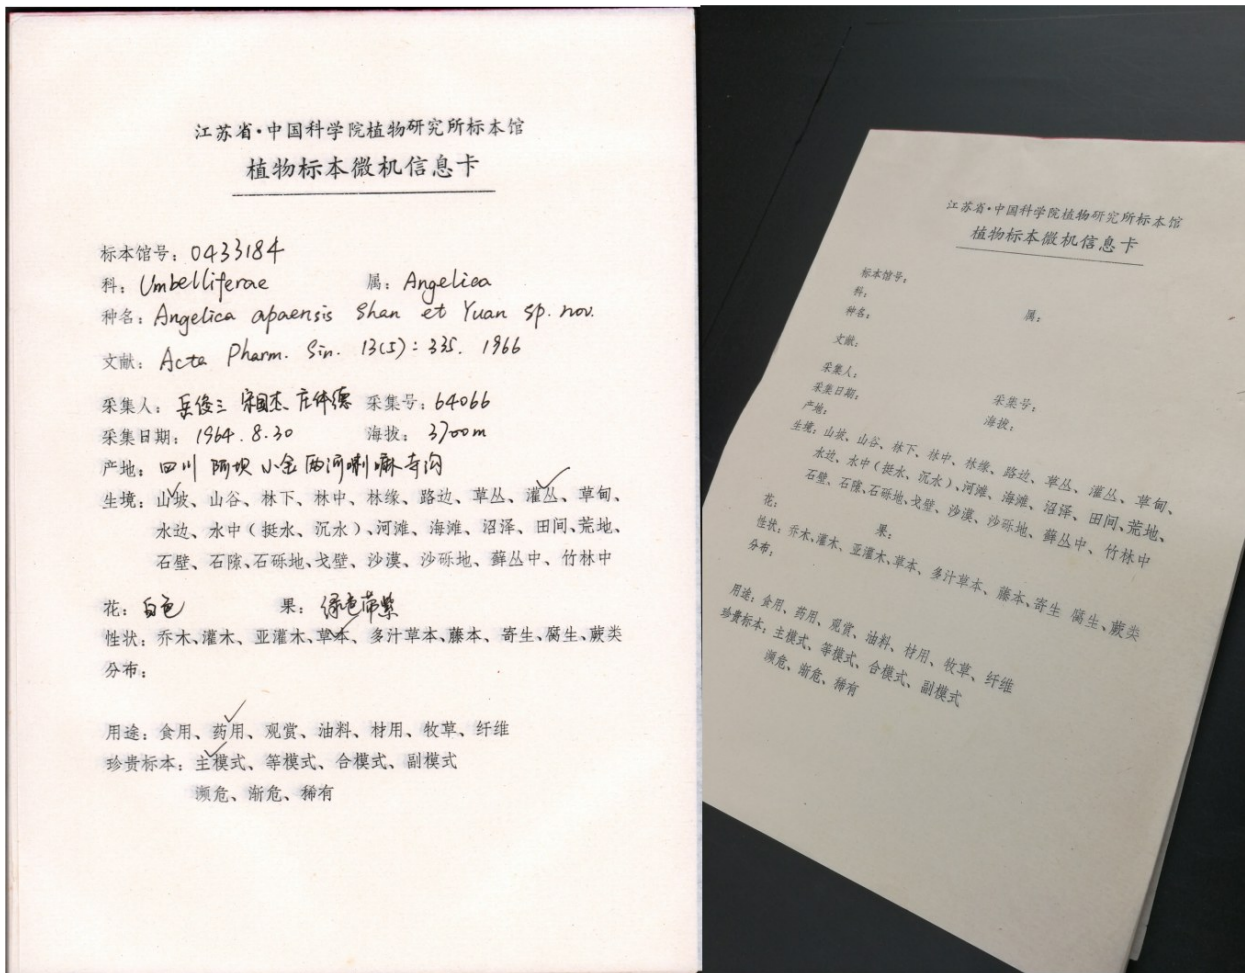 江苏省·中国科学院植物研究所标本馆
植物标本微机信息卡
标本馆号: 0433184
科: Umbelliferae 属: Angelica
种名: Angelica apaensis Shan et Yuan sp. nov.
文献: Acta Pharm. Sin. 13(5): 335. 1966
采集人: 岳俊三 宋国杰、庄体德 采集号: 64066
采集日期: 1964.8.30 海拔: 3700m
产地: 四川 阿坝 小金 两河喇嘛寺沟
生境: 山坡、山谷、林下、林中、林缘、路边、草丛、灌丛、草甸、
水边、水中(挺水、沉水)、河滩、海滩、沼泽、田间、荒地、
石壁、石隙、石砾地、戈壁、沙漠、沙砾地、藓丛中、竹林中
花: 白色 果: 绿色带紫
性状: 乔木、灌木、亚灌木、草本、多汁草本、藤本、寄生、腐生、蕨类
分布:
用途: 食用、药用、观赏、油料、材用、牧草、纤维
珍贵标本: 主模式、等模式、合模式、副模式
濒危、渐危、稀有
江苏省·中国科学院植物研究所标本馆
植物标本微机信息卡
标本馆号:
科: 属:
种名:
文献:
采集人: 采集号:
采集日期: 海拔:
产地:
生境: 山坡、山谷、林下、林中、林缘、路边、草丛、灌丛、草甸、
水边、水中(挺水、沉水)、河滩、海滩、沼泽、田间、荒地、
石壁、石隙、石砾地、戈壁、沙漠、沙砾地、藓丛中、竹林中
花: 果:
性状: 乔木、灌木、亚灌木、草本、多汁草本、藤本、寄生 腐生、蕨类
分布:
用途: 食用、药用、观赏、油料、材用、牧草、纤维
珍贵标本: 主模式、等模式、合模式、副模式
濒危、渐危、稀有